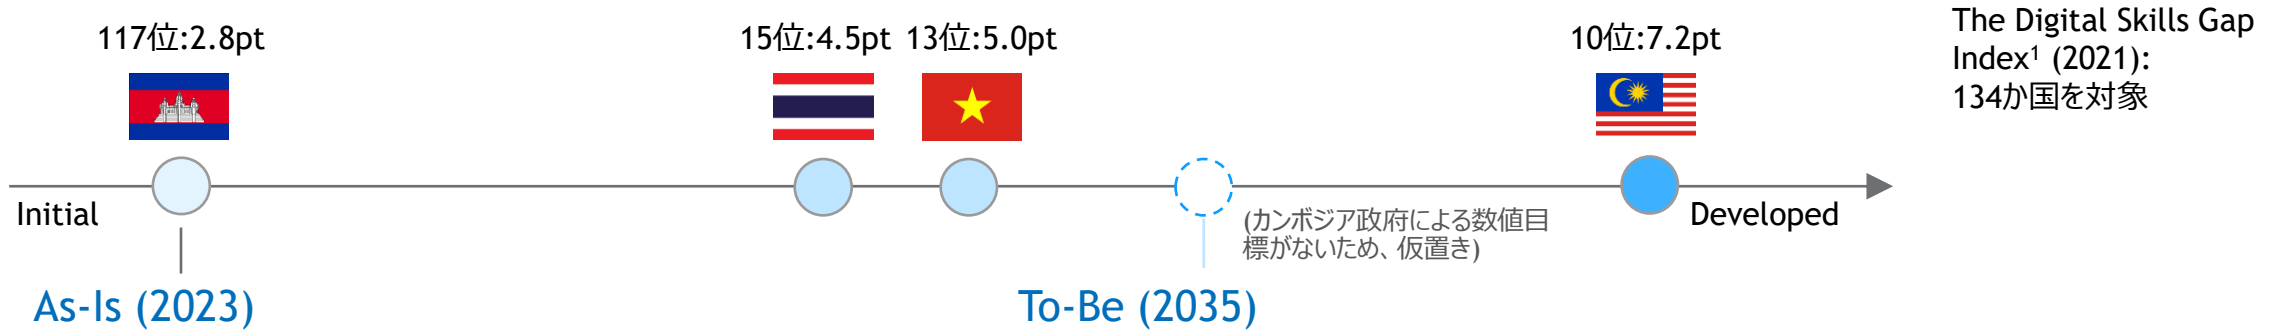 117位:2.8pt
15位:4.5pt
13位:5.0pt
10位:7.2pt
The Digital Skills Gap
Index¹ (2021):
134か国を対象
Initial
(カンボジア政府による数値目
標がないため、仮置き)
Developed
As-Is (2023)
To-Be (2035)